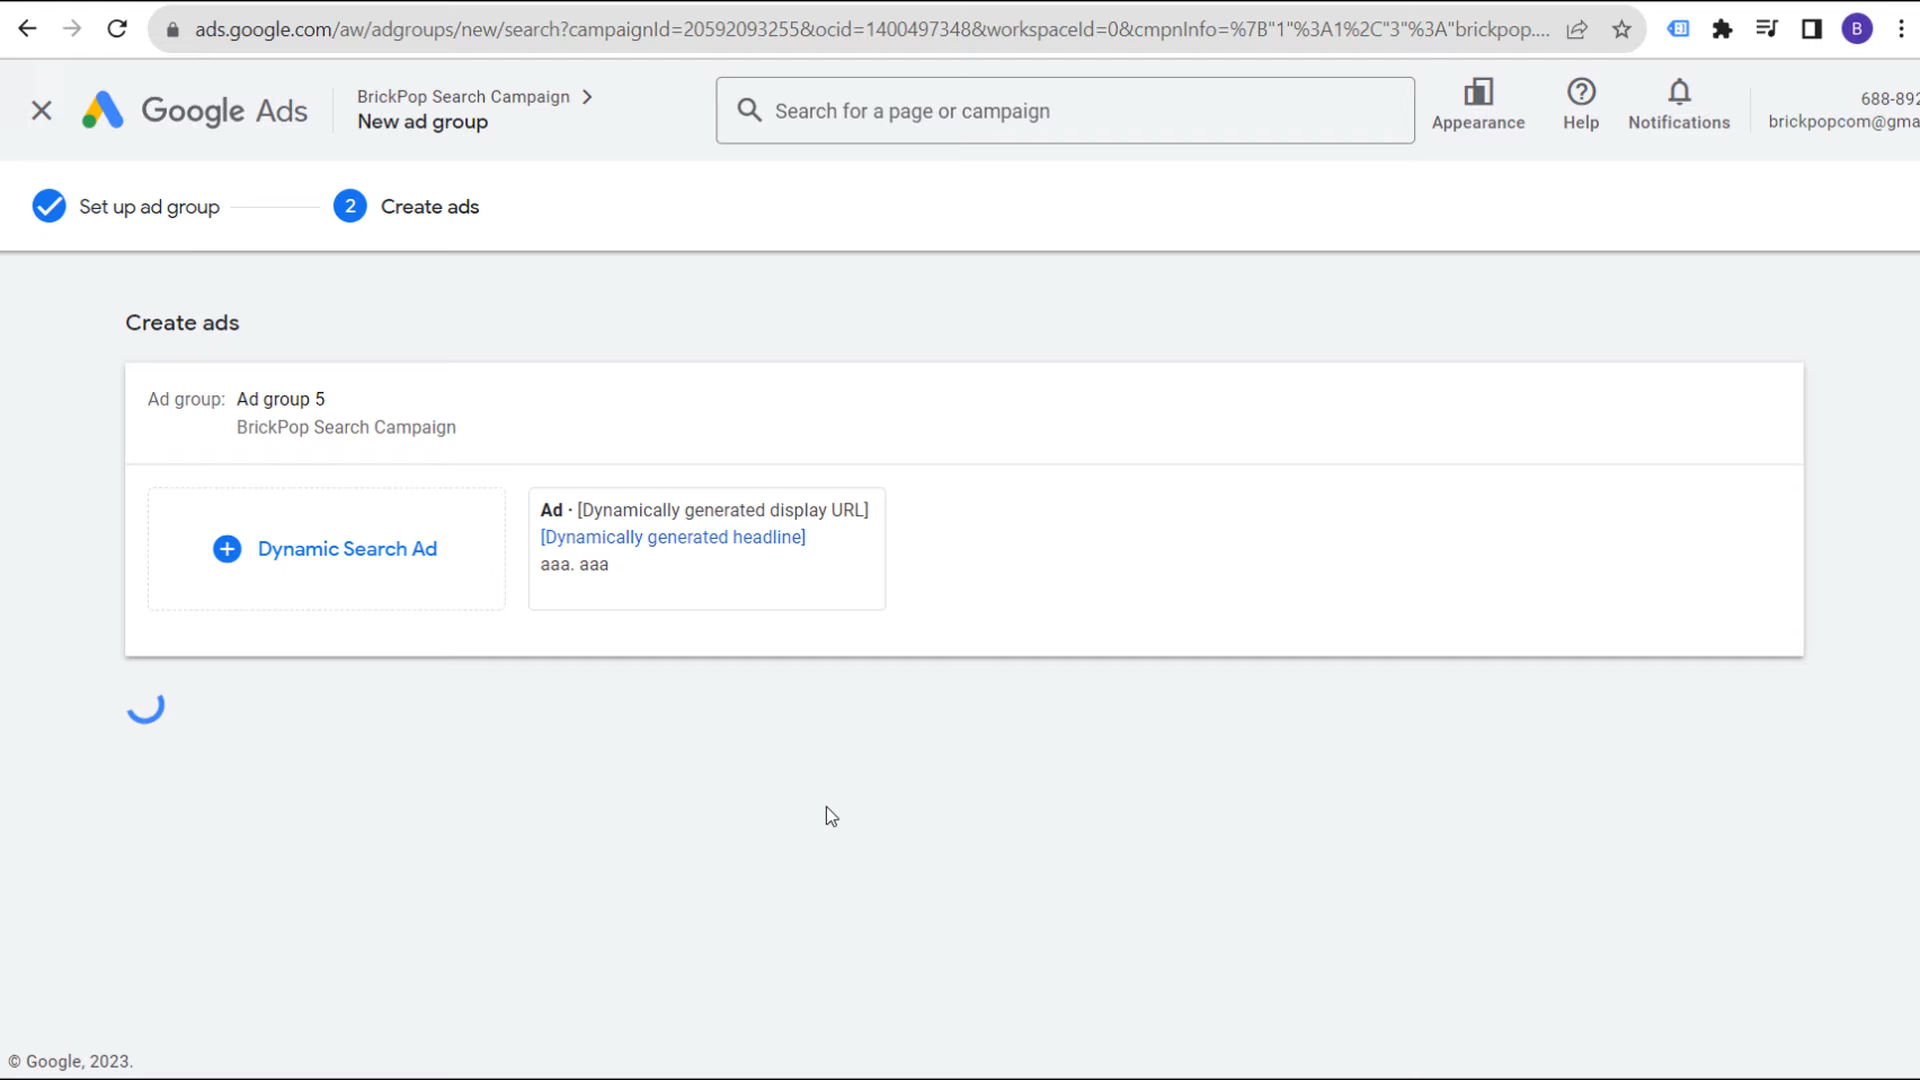 ads.google.com/aw/adgroups/new/search?campaignId=20592093255&ocid=1400497348&workspaceId=0&cmpnInfo=%7B"1"%3A1%2C"3"%3A"brickpop....
B
Google Ads
BrickPop Search Campaign
New ad group
Search for a page or campaign
Appearance
Help
Notifications
688-892
brickpopcom@gma
Set up ad group
2
Create ads
Create ads
Ad group: Ad group 5
BrickPop Search Campaign
Dynamic Search Ad
Ad · [Dynamically generated display URL]
[Dynamically generated headline]
aaa. aaa
© Google, 2023.